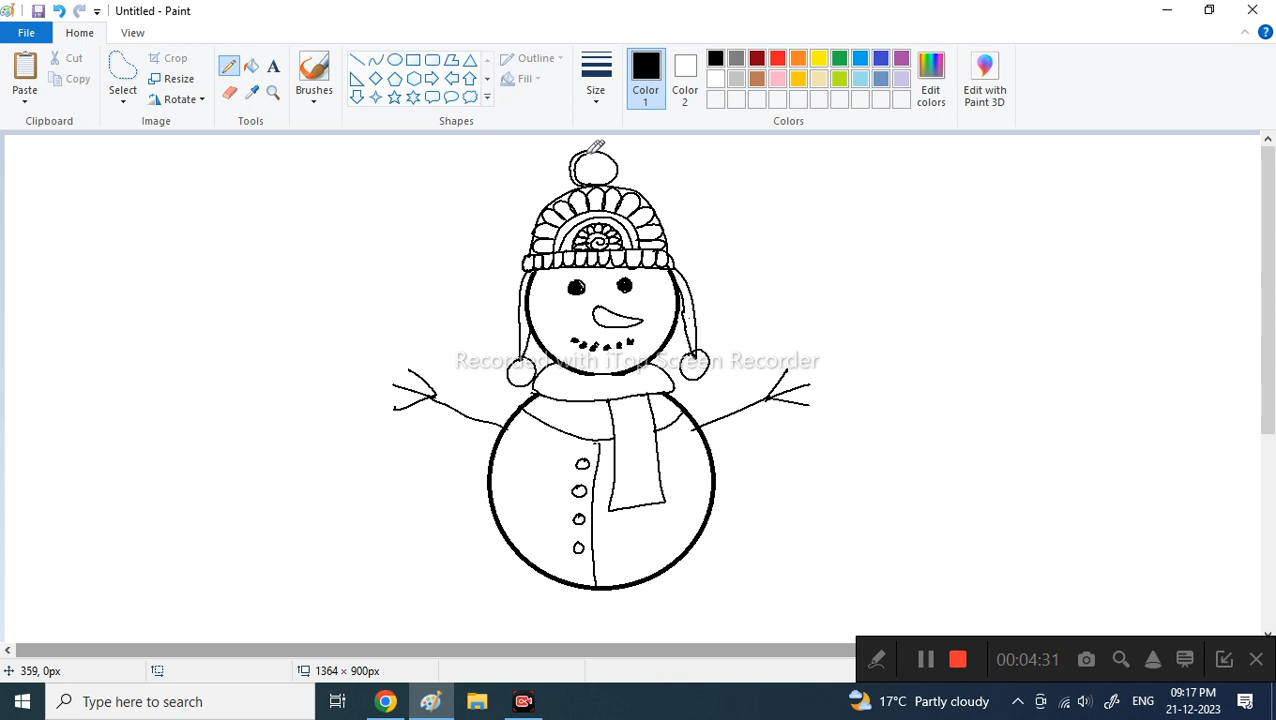 Untitled - Paint
File Home View
Paste
Cut
Copy
Clipboard
Select
Crop
Resize
Rotate
Image
A
Tools
Brushes
Outline
Fill
Shapes
Size
Color 1
Color 2
Edit colors
Colors
Edit with Paint 3D
Recorded with iTop Screen Recorder
359, 0px
1364 × 900px
00:04:31
Type here to search
17°C Partly cloudy
ENG
09:17 PM
21-12-2023